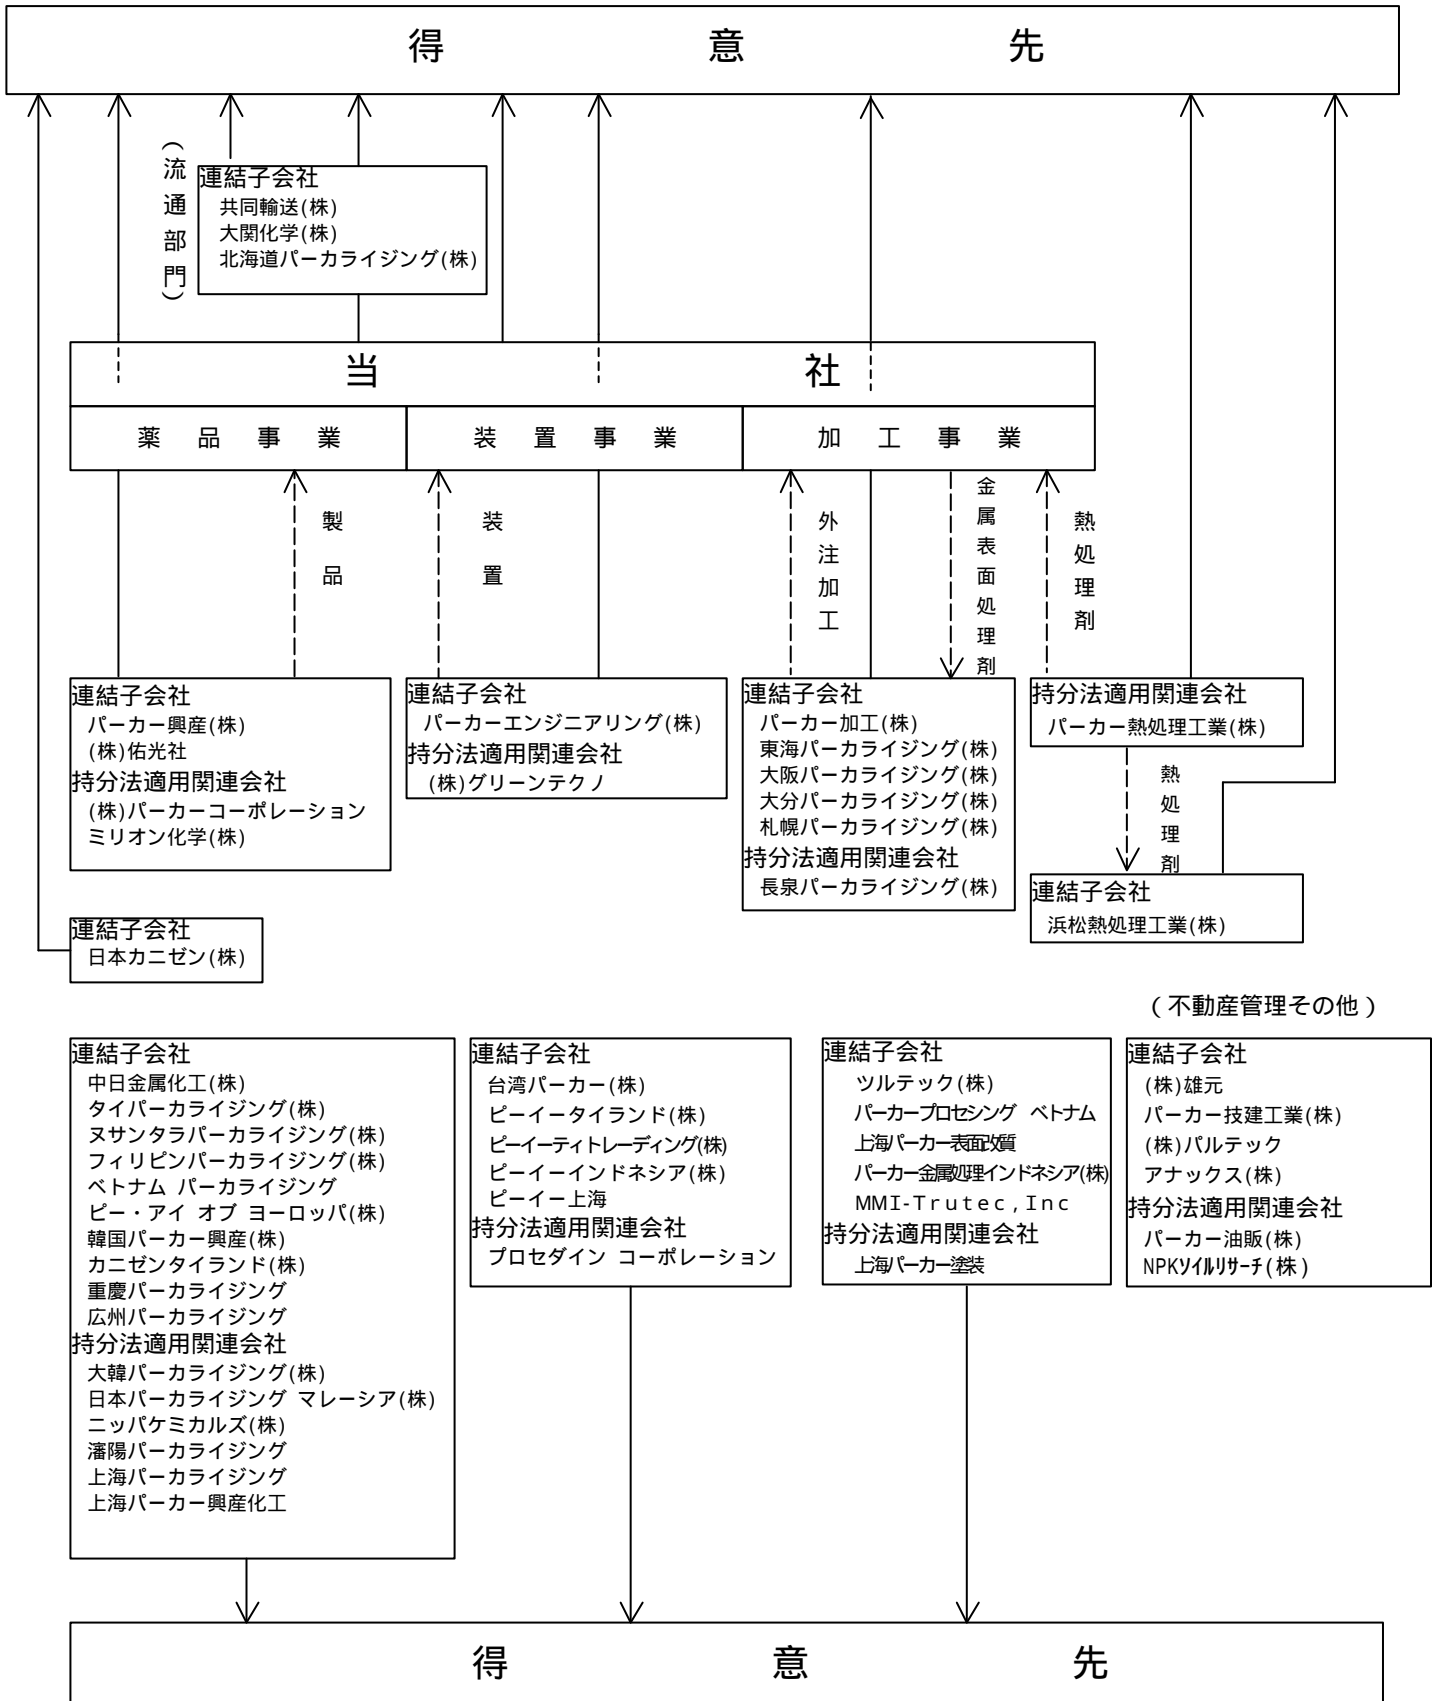 得意先
（流通部門）
連結子会社
共同輸送(株)
大関化学(株)
北海道パーカライジング(株)
当社
薬品事業
装置事業
加工事業
製品
装置
外注加工
金属表面処理剤
熱処理剤
連結子会社
パーカー興産(株)
(株)佑光社
持分法適用関連会社
(株)パーカーコーポレーション
ミリオン化学(株)
連結子会社
パーカーエンジニアリング(株)
持分法適用関連会社
(株)グリーンテクノ
連結子会社
パーカー加工(株)
東海パーカライジング(株)
大阪パーカライジング(株)
大分パーカライジング(株)
札幌パーカライジング(株)
持分法適用関連会社
長泉パーカライジング(株)
持分法適用関連会社
パーカー熱処理工業(株)
熱処理剤
連結子会社
浜松熱処理工業(株)
連結子会社
日本カニゼン(株)
（不動産管理その他）
連結子会社
中日金属化工(株)
タイパーカライジング(株)
ヌサンタラパーカライジング(株)
フィリピンパーカライジング(株)
ベトナム パーカライジング
ピー・アイ オブ ヨーロッパ(株)
韓国パーカー興産(株)
カニゼンタイランド(株)
重慶パーカライジング
広州パーカライジング
持分法適用関連会社
大韓パーカライジング(株)
日本パーカライジング マレーシア(株)
ニッパケミカルズ(株)
瀋陽パーカライジング
上海パーカライジング
上海パーカー興産化工
連結子会社
台湾パーカー(株)
ピーイータイランド(株)
ピーイーティトレーディング(株)
ピーイーインドネシア(株)
ピーイー上海
持分法適用関連会社
プロセダイン コーポレーション
連結子会社
ツルテック(株)
パーカープロセシング ベトナム
上海パーカー表面改質
パーカー金属処理インドネシア(株)
MMI-Trutec,Inc
持分法適用関連会社
上海パーカー塗装
連結子会社
(株)雄元
パーカー技建工業(株)
(株)パルテック
アナックス(株)
持分法適用関連会社
パーカー油販(株)
NPKｿｲﾙﾘｻｰﾁ(株)
得意先